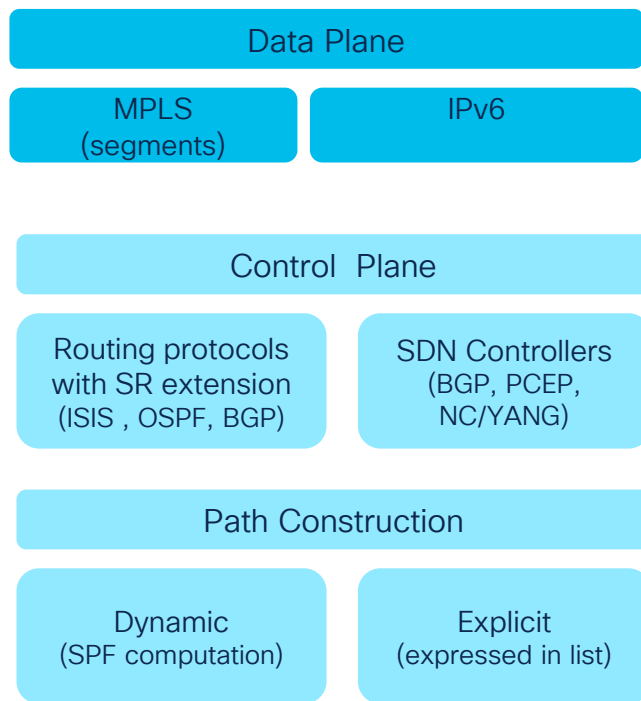 Data Plane
MPLS
(segments)
IPv6
Control Plane
Routing protocols
with SR extension
(ISIS , OSPF, BGP)
SDN Controllers
(BGP, PCEP,
NC/YANG)
Path Construction
Dynamic
(SPF computation)
Explicit
(expressed in list)